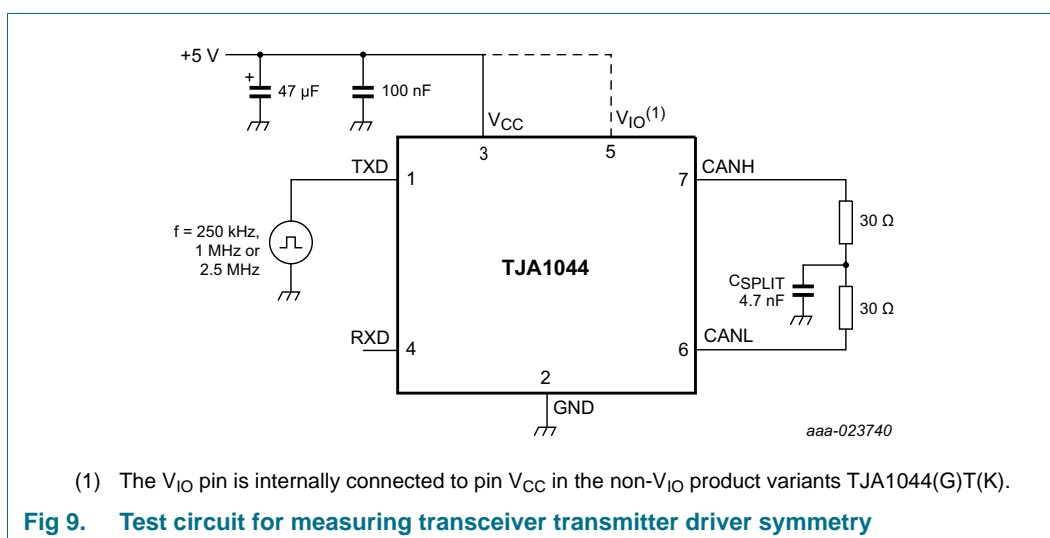 +5 V
+
47 µF
100 nF
VCC
VIO(1)
3
5
TXD
1
7
CANH
30 Ω
f = 250 kHz,
1 MHz or
2.5 MHz
TJA1044
CSPLIT
4.7 nF
30 Ω
RXD
4
6
CANL
2
GND
aaa-023740
(1) The VIO pin is internally connected to pin VCC in the non-VIO product variants TJA1044(G)T(K).
Fig 9. Test circuit for measuring transceiver transmitter driver symmetry